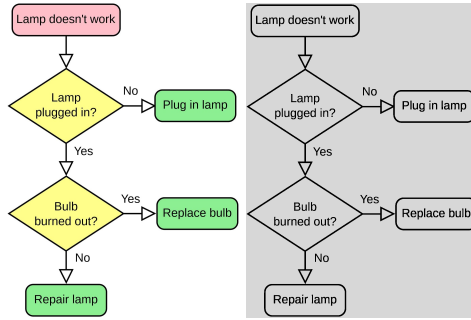 Lamp doesn't work
Lamp
plugged in?
No
Plug in lamp
Yes
Bulb
burned out?
Yes
Replace bulb
No
Repair lamp
Lamp doesn't work
Lamp
plugged in?
No
Plug in lamp
Yes
Bulb
burned out?
Yes
Replace bulb
No
Repair lamp